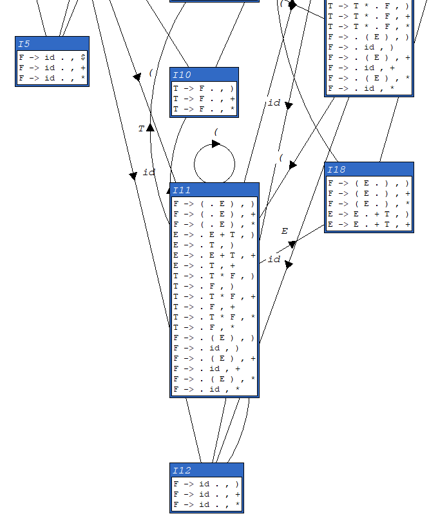 T -> T * . F , )
T -> T * . F , +
T -> T * . F , *
F -> . ( E ) , )
F -> . id , )
F -> . ( E ) , +
F -> . id , +
F -> . ( E ) , *
F -> . id , *
I5
F -> id . , $
F -> id . , +
F -> id . , *
(
I10
T -> F . , )
T -> F . , +
T -> F . , *
id
T
(
(
id
I18
F -> ( E . ) , )
F -> ( E . ) , +
F -> ( E . ) , *
E -> E . + T , )
E -> E . + T , +
I11
F -> ( . E ) , )
F -> ( . E ) , +
F -> ( . E ) , *
E -> . E + T , )
E -> . T , )
E -> . E + T , +
E -> . T , +
T -> . T * F , )
T -> . F , )
T -> . T * F , +
T -> . F , +
T -> . T * F , *
T -> . F , *
F -> . ( E ) , )
F -> . id , )
F -> . ( E ) , +
F -> . id , +
F -> . ( E ) , *
F -> . id , *
E
id
I12
F -> id . , )
F -> id . , +
F -> id . , *